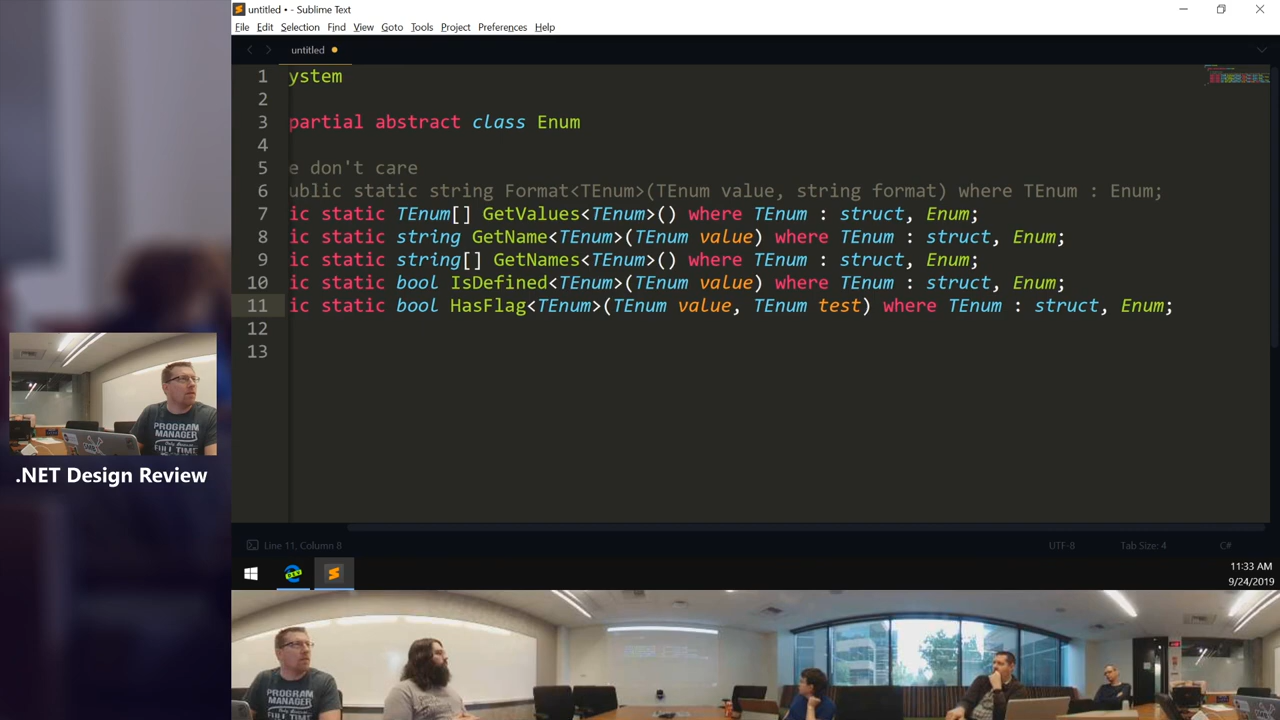 untitled • - Sublime Text
File Edit Selection Find View Goto Tools Project Preferences Help
untitled
1 ystem
2
3 partial abstract class Enum
4
5 e don't care
6 ublic static string Format<TEnum>(TEnum value, string format) where TEnum : Enum;
7 ic static TEnum[] GetValues<TEnum>() where TEnum : struct, Enum;
8 ic static string GetName<TEnum>(TEnum value) where TEnum : struct, Enum;
9 ic static string[] GetNames<TEnum>() where TEnum : struct, Enum;
10 ic static bool IsDefined<TEnum>(TEnum value) where TEnum : struct, Enum;
11 ic static bool HasFlag<TEnum>(TEnum value, TEnum test) where TEnum : struct, Enum;
12
13
PROGRAM
MANAGER
FULL TIME
.NET Design Review
Line 11, Column 8 UTF-8 Tab Size: 4 C#
DEV
11:33 AM
9/24/2019
PROGRAM
MANAGER